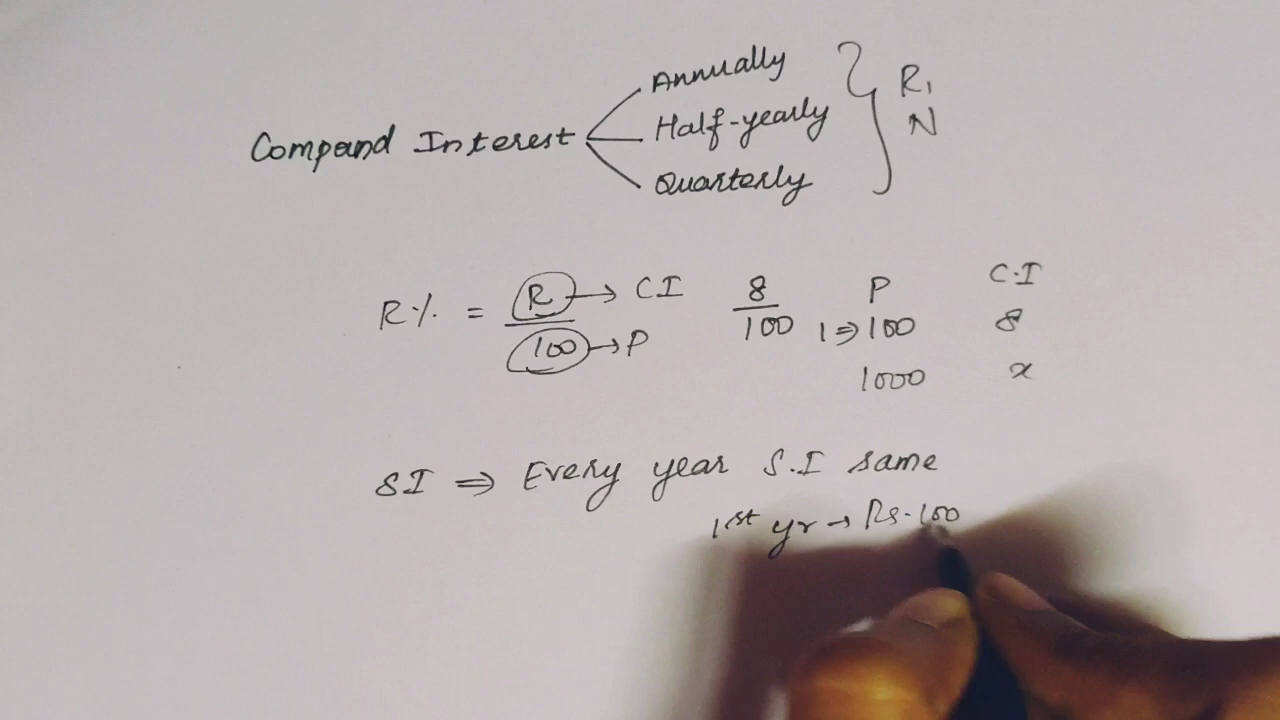 Annually
Compound Interest Half-yearly R, N
Quarterly
R% = R/100 → CI → P 8/100 P C.I
1 ⇒ 100 8
1000 x
SI ⇒ Every year S.I same
1st yr → Rs.100